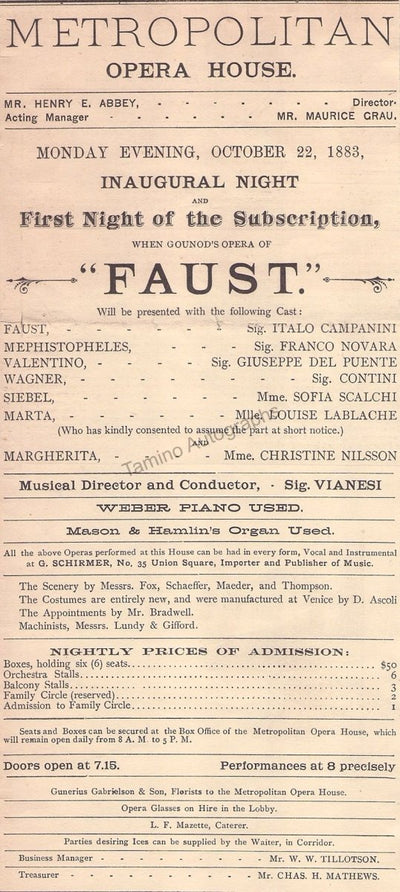 METROPOLITAN
OPERA HOUSE.
MR. HENRY E. ABBEY, - - - - - - - Director.
Acting Manager - - - - - - MR. MAURICE GRAU.
MONDAY EVENING, OCTOBER 22, 1883,
INAUGURAL NIGHT
AND
First Night of the Subscription,
WHEN GOUNOD'S OPERA OF
"FAUST."
Will be presented with the following Cast:
FAUST, - - - - - - - Sig. ITALO CAMPANINI
MEPHISTOPHELES, - - - - - Sig. FRANCO NOVARA
VALENTINO, - - - - - Sig. GIUSEPPE DEL PUENTE
WAGNER, - - - - - - - - Sig. CONTINI
SIEBEL, - - - - - - - Mme. SOFIA SCALCHI
MARTA, - - - - - - Mlle. LOUISE LABLACHE
(Who has kindly consented to assume the part at short notice.)
AND
MARGHERITA, - - - - - Mme. CHRISTINE NILSSON
Tamino Autographs
Musical Director and Conductor, - Sig. VIANESI
WEBER PIANO USED.
Mason & Hamlin's Organ Used.
All the above Operas performed at this House can be had in every form, Vocal and Instrumental
at G. SCHIRMER, No. 35 Union Square, Importer and Publisher of Music.
The Scenery by Messrs. Fox, Schaeffer, Maeder, and Thompson.
The Costumes are entirely new, and were manufactured at Venice by D. Ascoli
The Appointments by Mr. Bradwell.
Machinists, Messrs. Lundy & Gifford.
NIGHTLY PRICES OF ADMISSION:
Boxes, holding six (6) seats........ $50
Orchestra Stalls........ 6
Balcony Stalls........ 3
Family Circle (reserved)........ 2
Admission to Family Circle........ 1
Seats and Boxes can be secured at the Box Office of the Metropolitan Opera House, which
will remain open daily from 8 A. M. to 5 P. M.
Doors open at 7.15. Performances at 8 precisely
Gunerius Gabrielson & Son, Florists to the Metropolitan Opera House.
Opera Glasses on Hire in the Lobby.
L. F. Mazette, Caterer.
Parties desiring Ices can be supplied by the Waiter, in Corridor.
Business Manager - - - - - - - - Mr. W. W. TILLOTSON.
Treasurer - - - - - - - - - Mr. CHAS. H. MATHEWS.